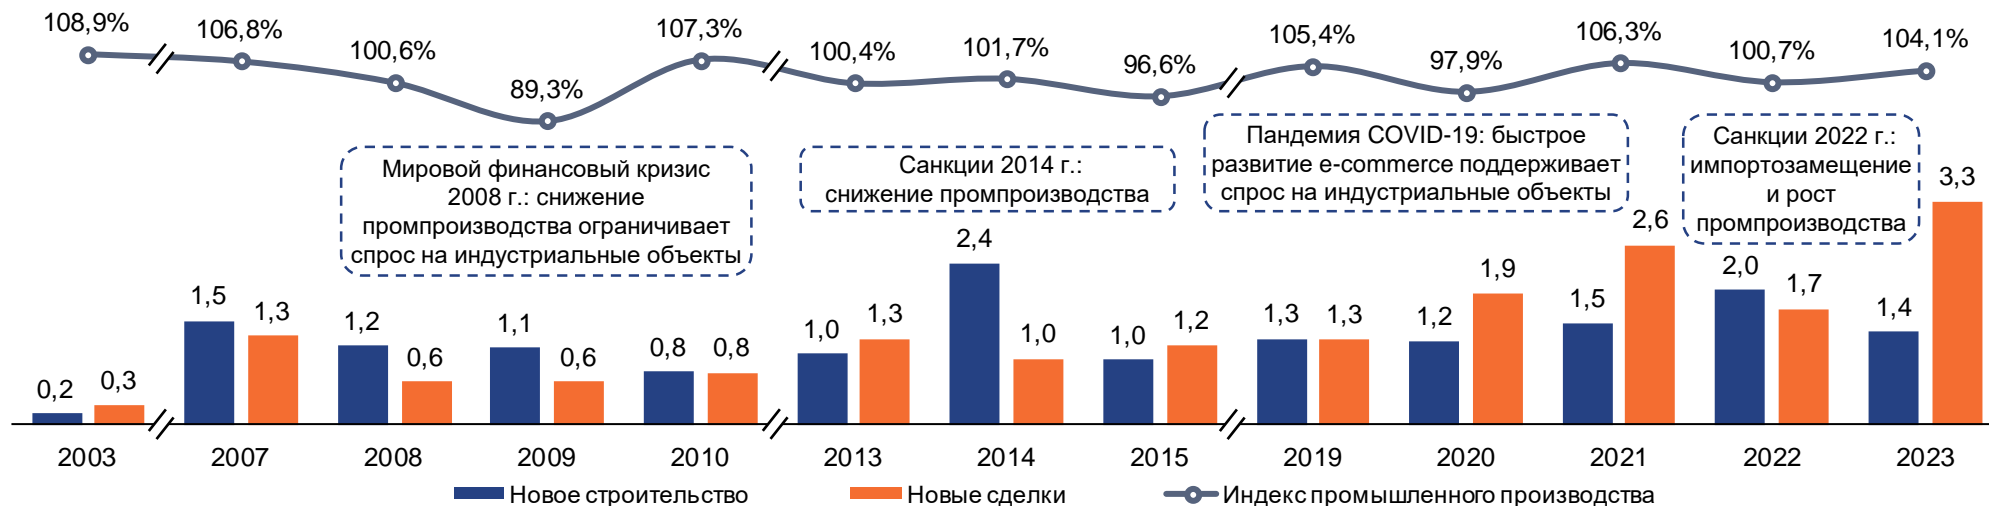 108,9% 106,8% 100,6% 89,3% 107,3% 100,4% 101,7% 96,6% 105,4% 97,9% 106,3% 100,7% 104,1%
Мировой финансовый кризис
2008 г.: снижение
промпроизводства ограничивает
спрос на индустриальные объекты
Санкции 2014 г.:
снижение промпроизводства
Пандемия COVID-19: быстрое
развитие e-commerce поддерживает
спрос на индустриальные объекты
Санкции 2022 г.:
импортозамещение
и рост
промпроизводства
0,2 0,3 1,5 1,3 1,2 0,6 1,1 0,6 0,8 0,8 1,0 1,3 2,4 1,0 1,0 1,2 1,3 1,3 1,2 1,9 1,5 2,6 2,0 1,7 1,4 3,3
2003 2007 2008 2009 2010 2013 2014 2015 2019 2020 2021 2022 2023
Новое строительство Новые сделки Индекс промышленного производства